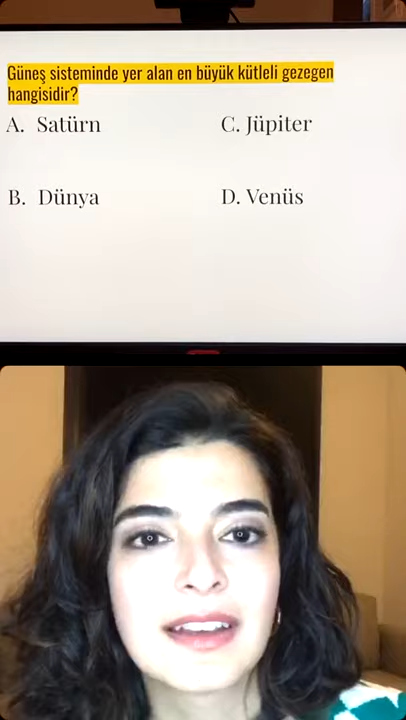 Güneş sisteminde yer alan en büyük kütleli gezegen
hangisidir?
A. Satürn
C. Jüpiter
B. Dünya
D. Venüs